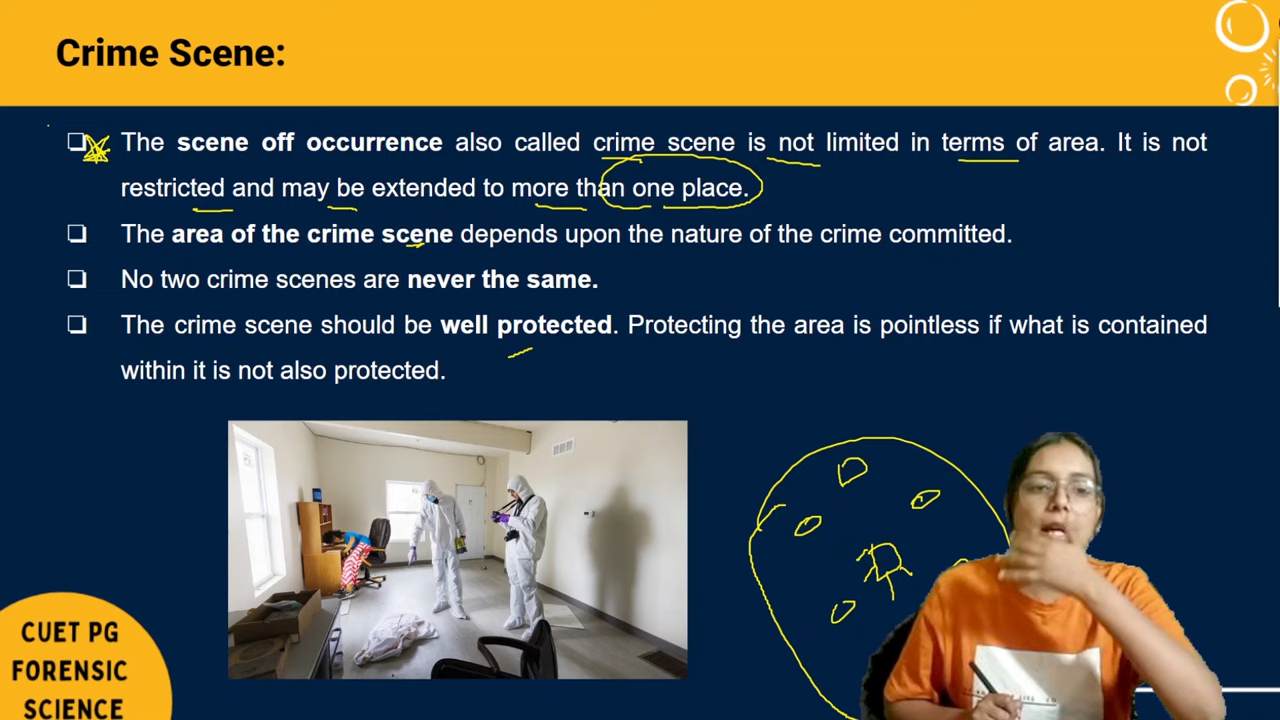 Crime Scene:
❏ The scene off occurrence also called crime scene is not limited in terms of area. It is not
restricted and may be extended to more than one place.
❏ The area of the crime scene depends upon the nature of the crime committed.
❏ No two crime scenes are never the same.
❏ The crime scene should be well protected. Protecting the area is pointless if what is contained
within it is not also protected.
CUET PG
FORENSIC
SCIENCE